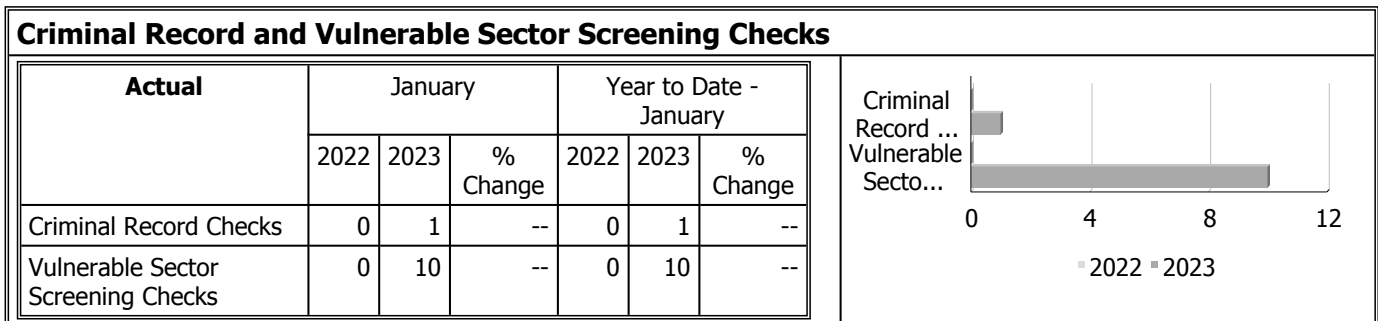 Criminal Record and Vulnerable Sector Screening Checks
Actual January Year to Date -
January
2022 2023 %
Change 2022 2023 %
Change
Criminal Record Checks 0 1 -- 0 1 --
Vulnerable Sector
Screening Checks 0 10 -- 0 10 --
Criminal
Record ...
Vulnerable
Secto...
0 4 8 12
2022 2023